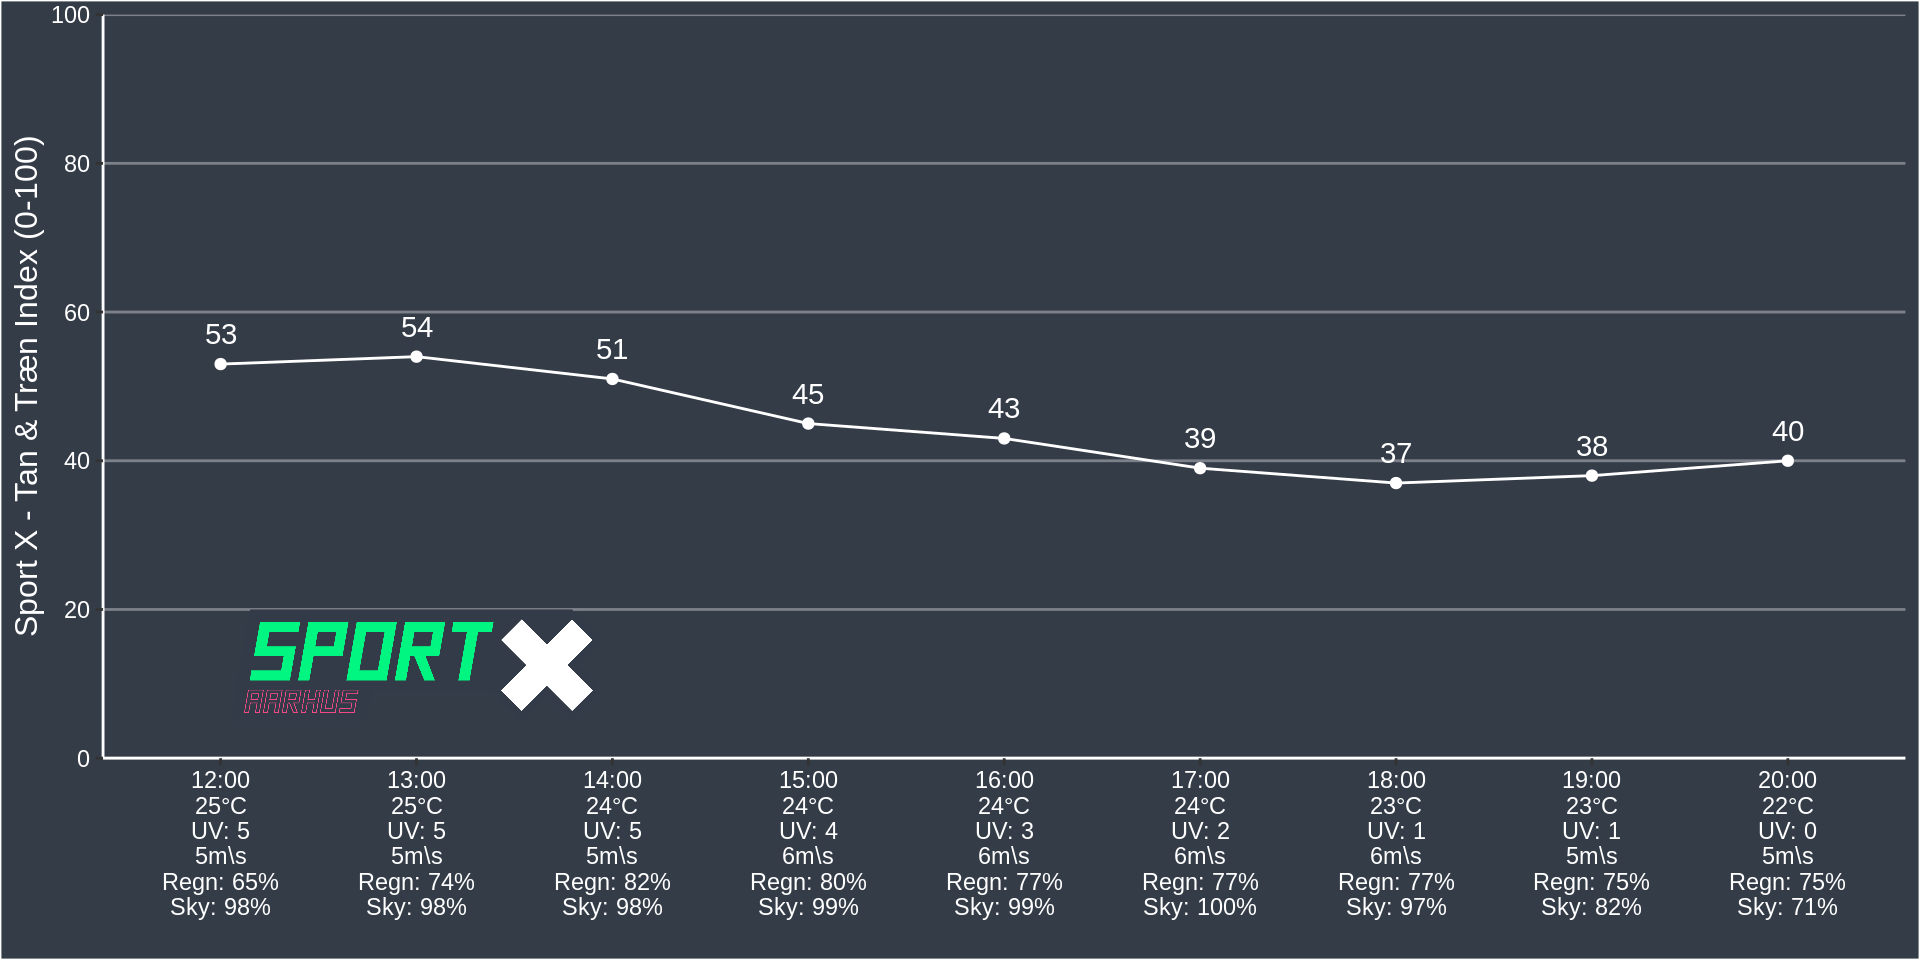 Sport X - Tan & Træn Index (0-100)
100
80
60
40
20
0
53
54
51
45
43
39
37
38
40
SPORT X
AARHUS
12:00
25°C
UV: 5
5m\s
Regn: 65%
Sky: 98%
13:00
25°C
UV: 5
5m\s
Regn: 74%
Sky: 98%
14:00
24°C
UV: 5
5m\s
Regn: 82%
Sky: 98%
15:00
24°C
UV: 4
6m\s
Regn: 80%
Sky: 99%
16:00
24°C
UV: 3
6m\s
Regn: 77%
Sky: 99%
17:00
24°C
UV: 2
6m\s
Regn: 77%
Sky: 100%
18:00
23°C
UV: 1
6m\s
Regn: 77%
Sky: 97%
19:00
23°C
UV: 1
5m\s
Regn: 75%
Sky: 82%
20:00
22°C
UV: 0
5m\s
Regn: 75%
Sky: 71%